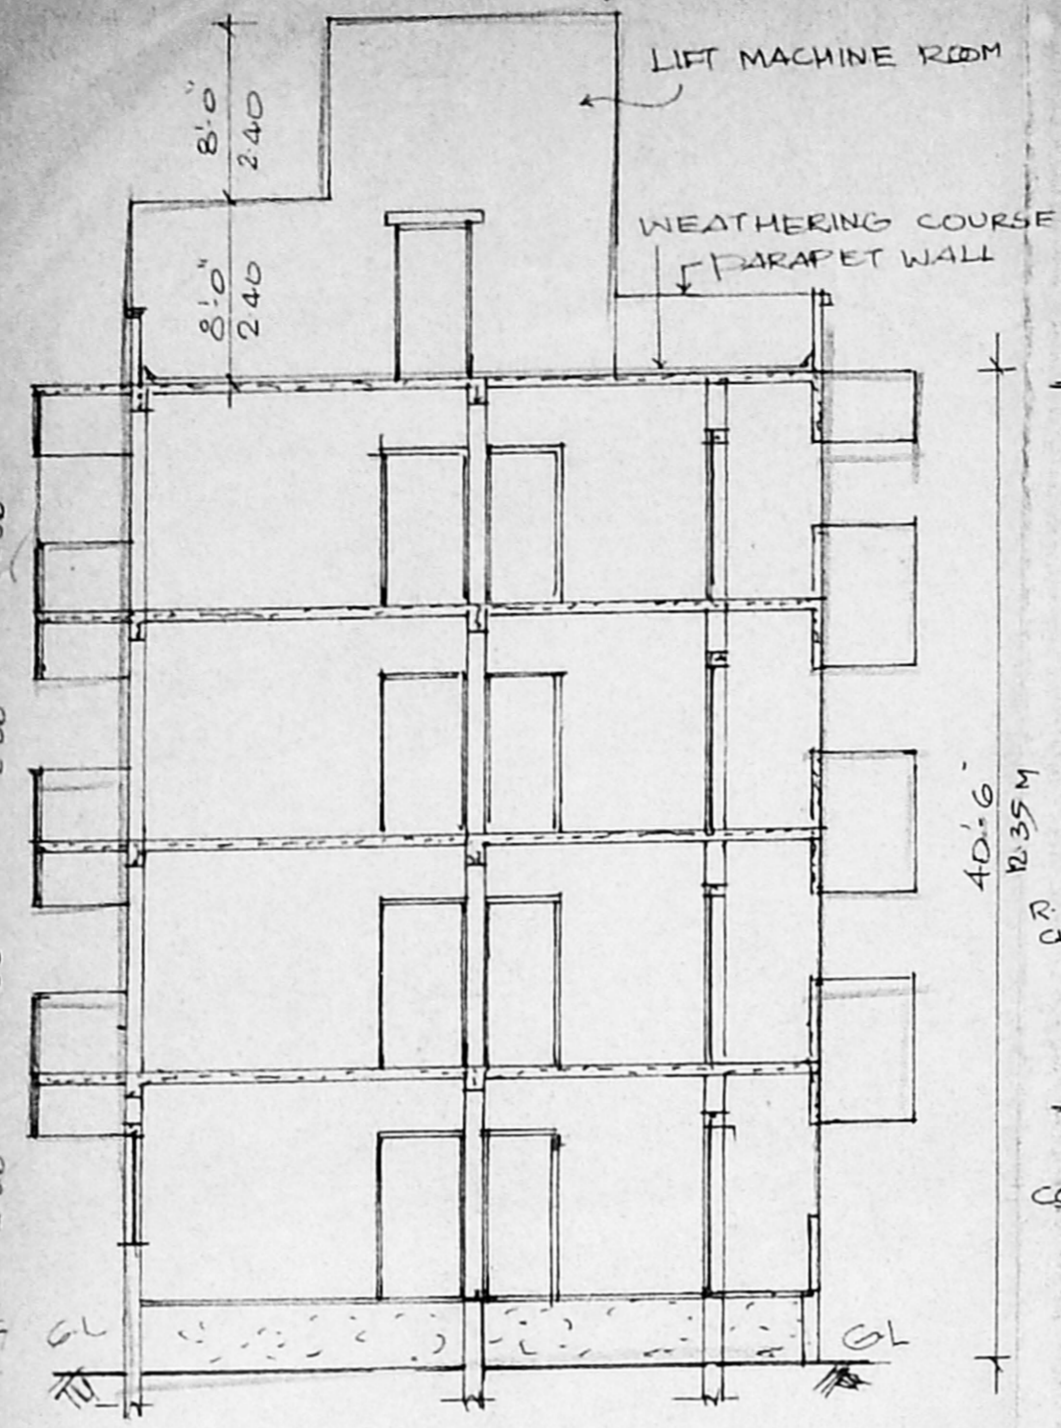 LIFT MACHINE ROOM
8'-0"
2.40
WEATHERING COURSE
PARAPET WALL
8'-0"
2.40
40'-6"
12.35 M
R.
GL
GL